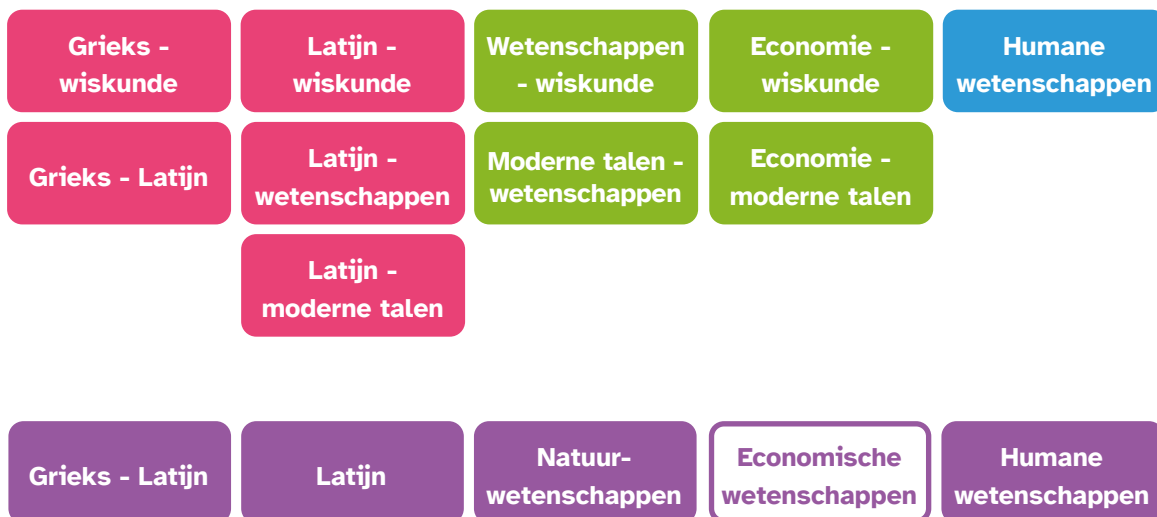 Grieks -
wiskunde
Latijn -
wiskunde
Wetenschappen
- wiskunde
Economie -
wiskunde
Humane
wetenschappen
Grieks - Latijn
Latijn -
wetenschappen
Moderne talen -
wetenschappen
Economie -
moderne talen
Latijn -
moderne talen
Grieks - Latijn
Latijn
Natuur-
wetenschappen
Economische
wetenschappen
Humane
wetenschappen